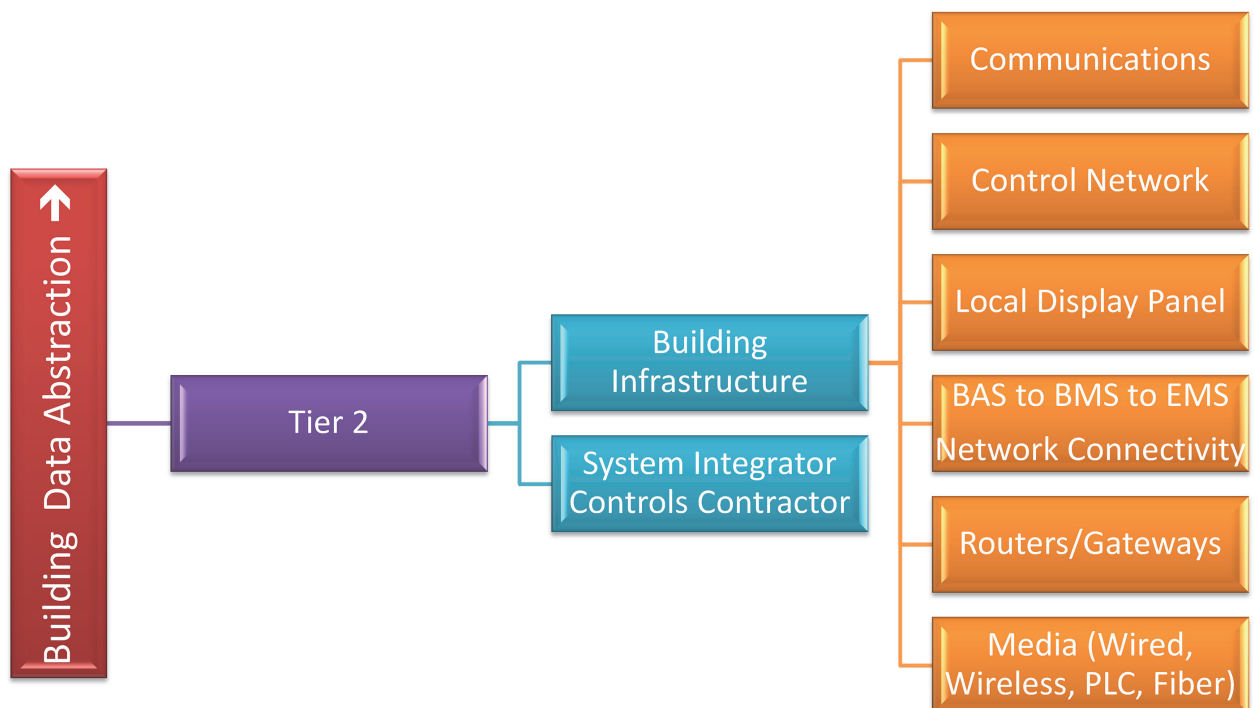 Building Data Abstraction →
Tier 2
Building
Infrastructure
System Integrator
Controls Contractor
Communications
Control Network
Local Display Panel
BAS to BMS to EMS
Network Connectivity
Routers/Gateways
Media (Wired,
Wireless, PLC, Fiber)